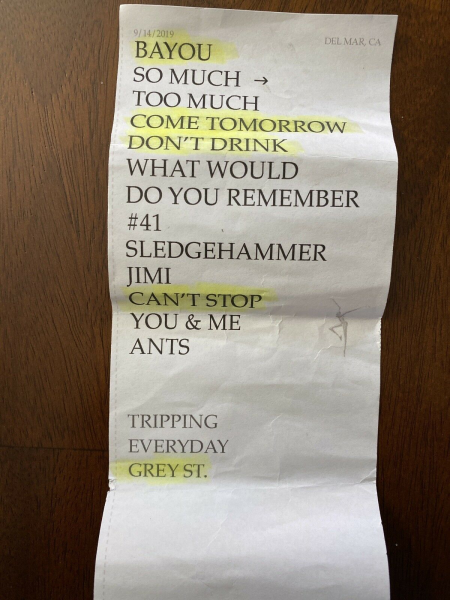 9/14/2019
DEL MAR, CA
BAYOU
SO MUCH →
TOO MUCH
COME TOMORROW
DON'T DRINK
WHAT WOULD
DO YOU REMEMBER
#41
SLEDGEHAMMER
JIMI
CAN'T STOP
YOU & ME
ANTS
TRIPPING
EVERYDAY
GREY ST.